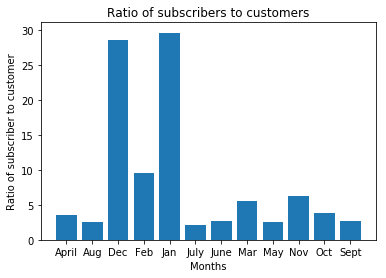 Ratio of subscribers to customers
Ratio of subscriber to customer
30
25
20
15
10
5
0
April Aug Dec Feb Jan July June Mar May Nov Oct Sept
Months